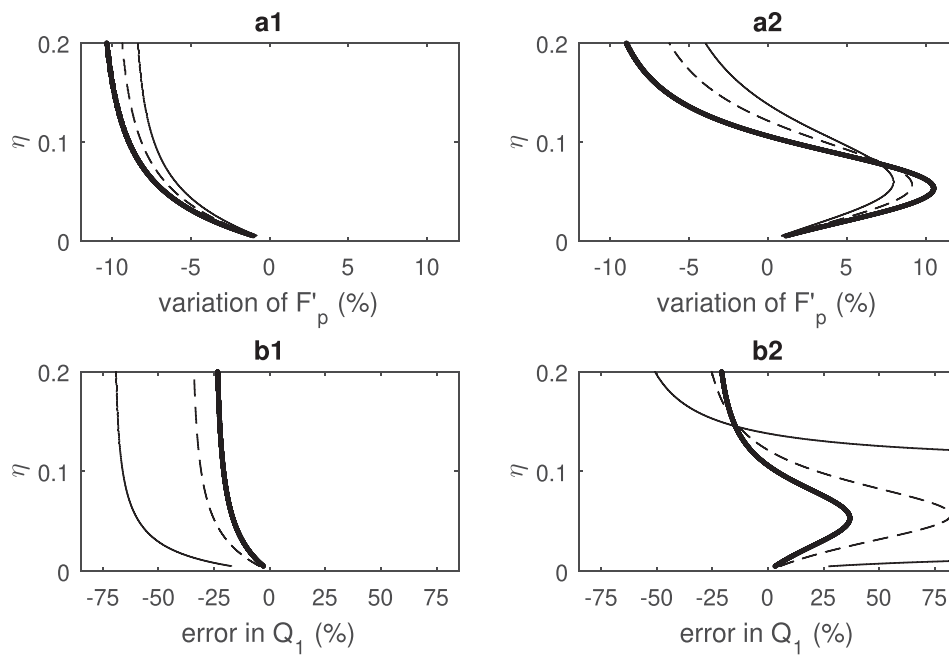 a1
a2
0.2
0.1
0
η
-10 -5 0 5 10
variation of F'p (%)
0.2
0.1
0
η
-10 -5 0 5 10
variation of F'p (%)
b1
b2
0.2
0.1
0
η
-75 -50 -25 0 25 50 75
error in Q1 (%)
0.2
0.1
0
η
-75 -50 -25 0 25 50 75
error in Q1 (%)